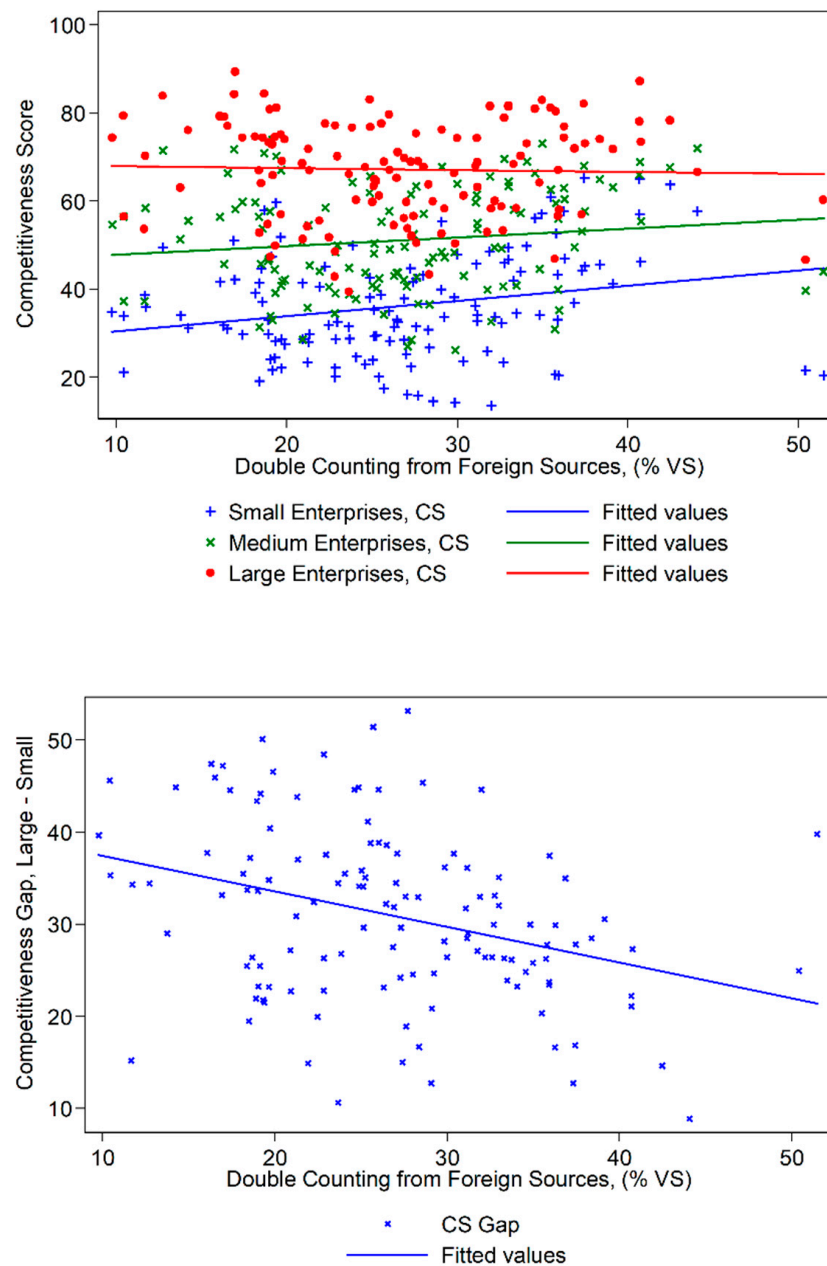 100
80
60
40
20
Competitiveness Score
10 20 30 40 50
Double Counting from Foreign Sources, (% VS)
Small Enterprises, CS Fitted values
Medium Enterprises, CS Fitted values
Large Enterprises, CS Fitted values
50
40
30
20
10
Competitiveness Gap, Large - Small
10 20 30 40 50
Double Counting from Foreign Sources, (% VS)
CS Gap
Fitted values